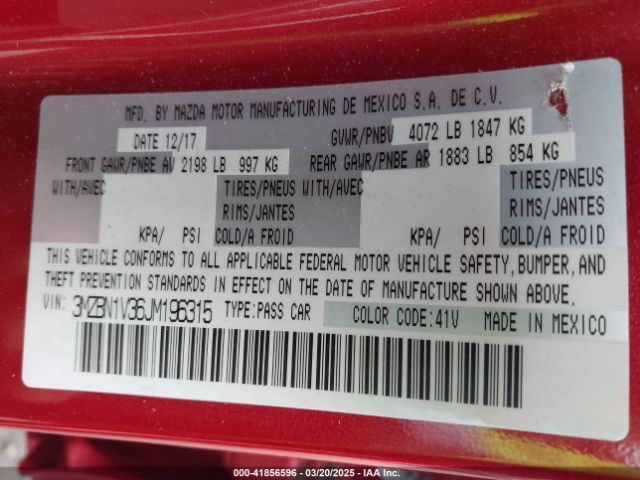 MFD. BY MAZDA MOTOR MANUFACTURING DE MEXICO S.A. DE C.V.
DATE 12/17 GVWR/PNBV 4072 LB 1847 KG
FRONT GAWR/PNBE AV 2198 LB 997 KG REAR GAWR/PNBE AR 1883 LB 854 KG
WITH/AVEC TIRES/PNEUS WITH/AVEC TIRES/PNEUS
RIMS/JANTES RIMS/JANTES
KPA/ PSI COLD/A FROID KPA/ PSI COLD/A FROID
THIS VEHICLE CONFORMS TO ALL APPLICABLE FEDERAL MOTOR VEHICLE SAFETY, BUMPER, AND
THEFT PREVENTION STANDARDS IN EFFECT ON THE DATE OF MANUFACTURE SHOWN ABOVE.
VIN: 3MZBN1V36JM196315 TYPE:PASS CAR COLOR CODE:41V MADE IN MEXICO
000-41856596 — 03/20/2025 — IAA Inc.